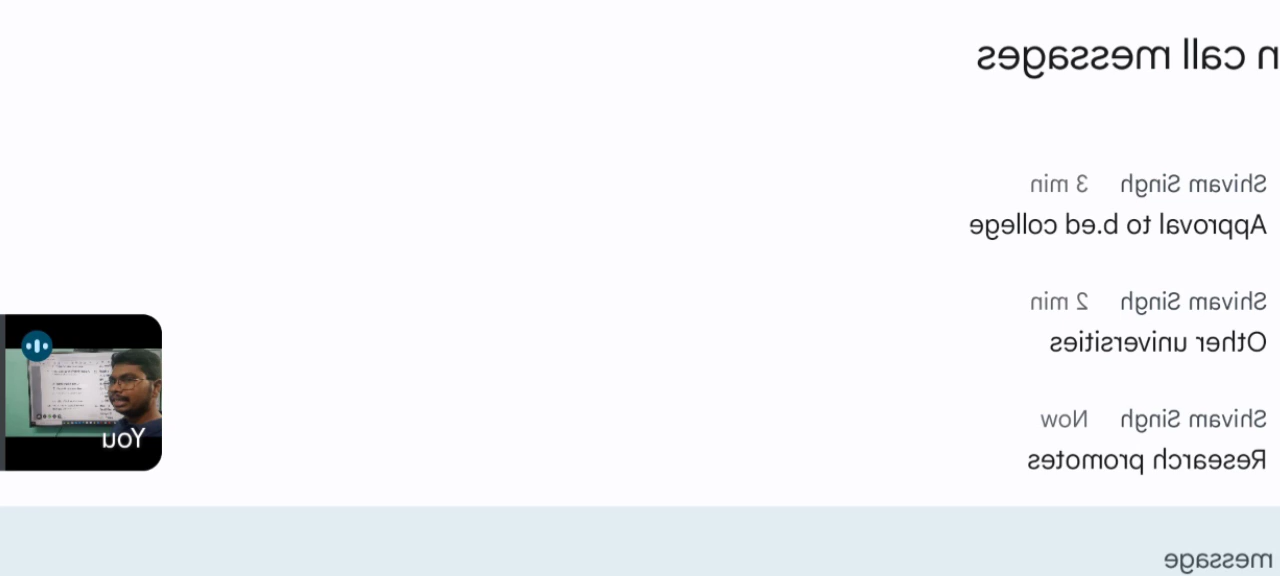 n call messages
Shivam Singh 3 min
Approval to b.ed college
Shivam Singh 2 min
Other universities
Shivam Singh Now
Research promotes
You
message